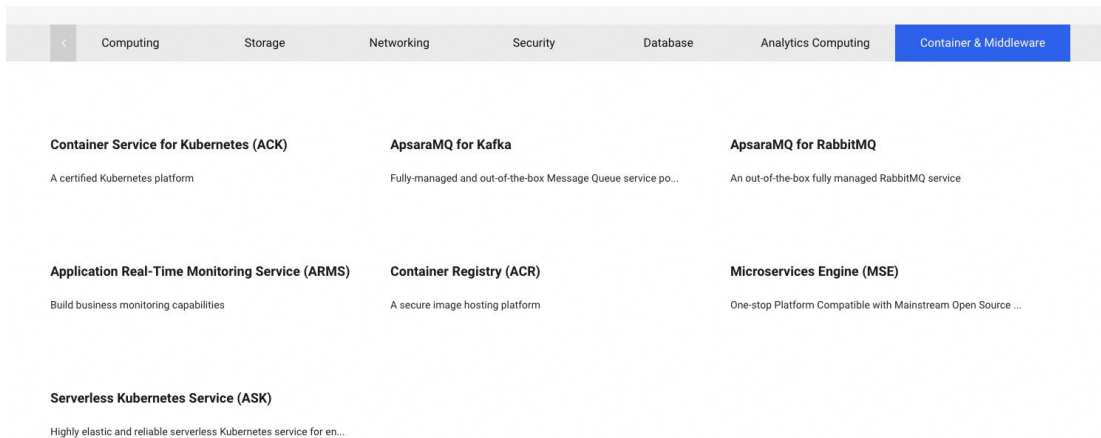 Computing Storage Networking Security Database Analytics Computing Container & Middleware
Container Service for Kubernetes (ACK) ApsaraMQ for Kafka ApsaraMQ for RabbitMQ
A certified Kubernetes platform Fully-managed and out-of-the-box Message Queue service po... An out-of-the-box fully managed RabbitMQ service
Application Real-Time Monitoring Service (ARMS) Container Registry (ACR) Microservices Engine (MSE)
Build business monitoring capabilities A secure image hosting platform One-stop Platform Compatible with Mainstream Open Source ...
Serverless Kubernetes Service (ASK)
Highly elastic and reliable serverless Kubernetes service for en...